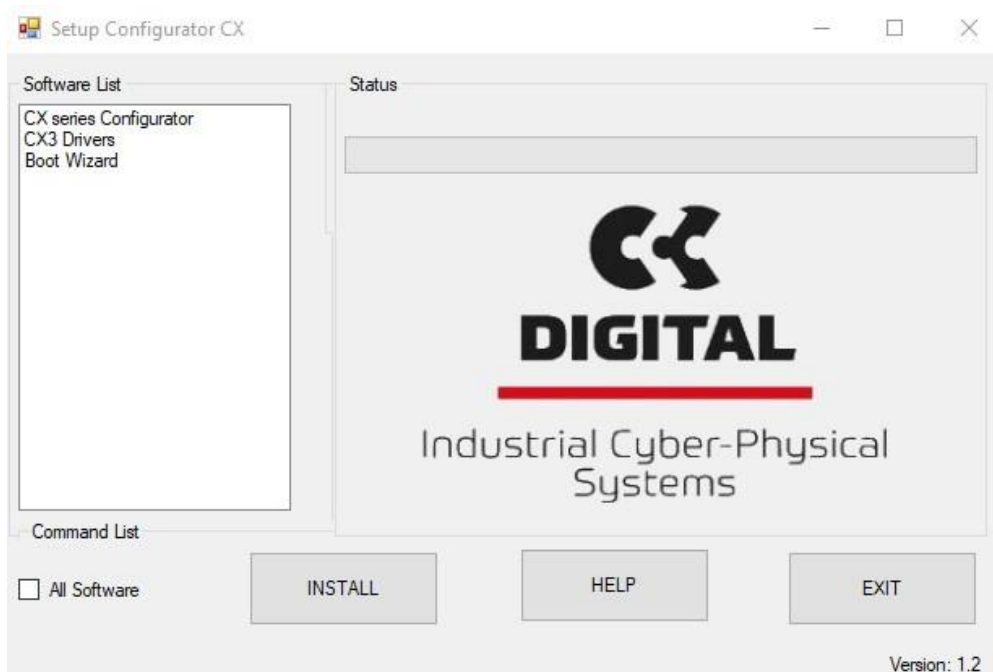 Setup Configurator CX
Software List
CX series Configurator
CX3 Drivers
Boot Wizard
Status
DIGITAL
Industrial Cyber-Physical
Systems
Command List
All Software
INSTALL
HELP
EXIT
Version: 1.2